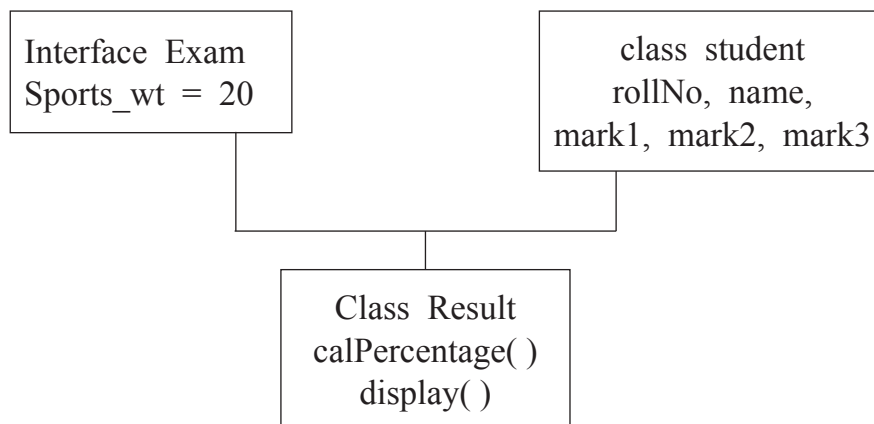 Interface Exam
Sports_wt = 20
class student
rollNo, name,
mark1, mark2, mark3
Class Result
calPercentage( )
display( )